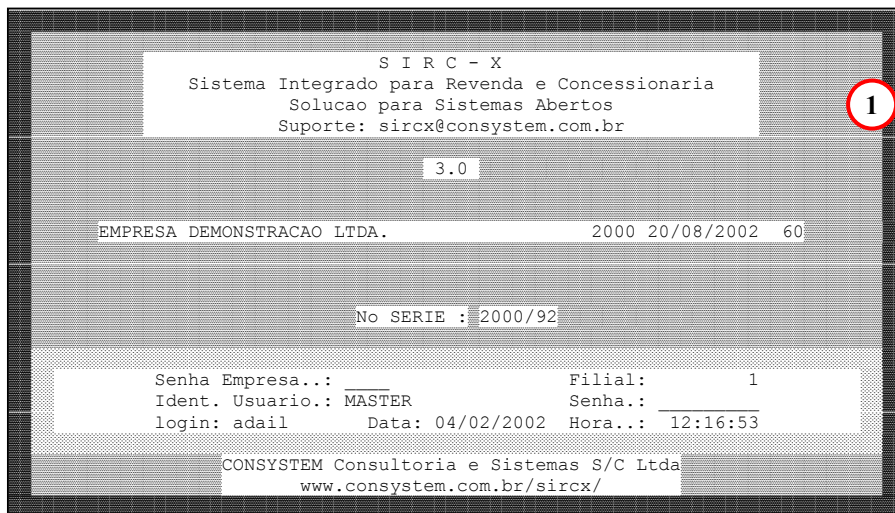 S I R C - X
Sistema Integrado para Revenda e Concessionaria
Solucao para Sistemas Abertos
Suporte: sircx@consystem.com.br
1
3.0
EMPRESA DEMONSTRACAO LTDA. 2000 20/08/2002 60
No SERIE : 2000/92
Senha Empresa..: ____ Filial: 1
Ident. Usuario.: MASTER Senha.: _________
login: adail Data: 04/02/2002 Hora..: 12:16:53
CONSYSTEM Consultoria e Sistemas S/C Ltda
www.consystem.com.br/sircx/